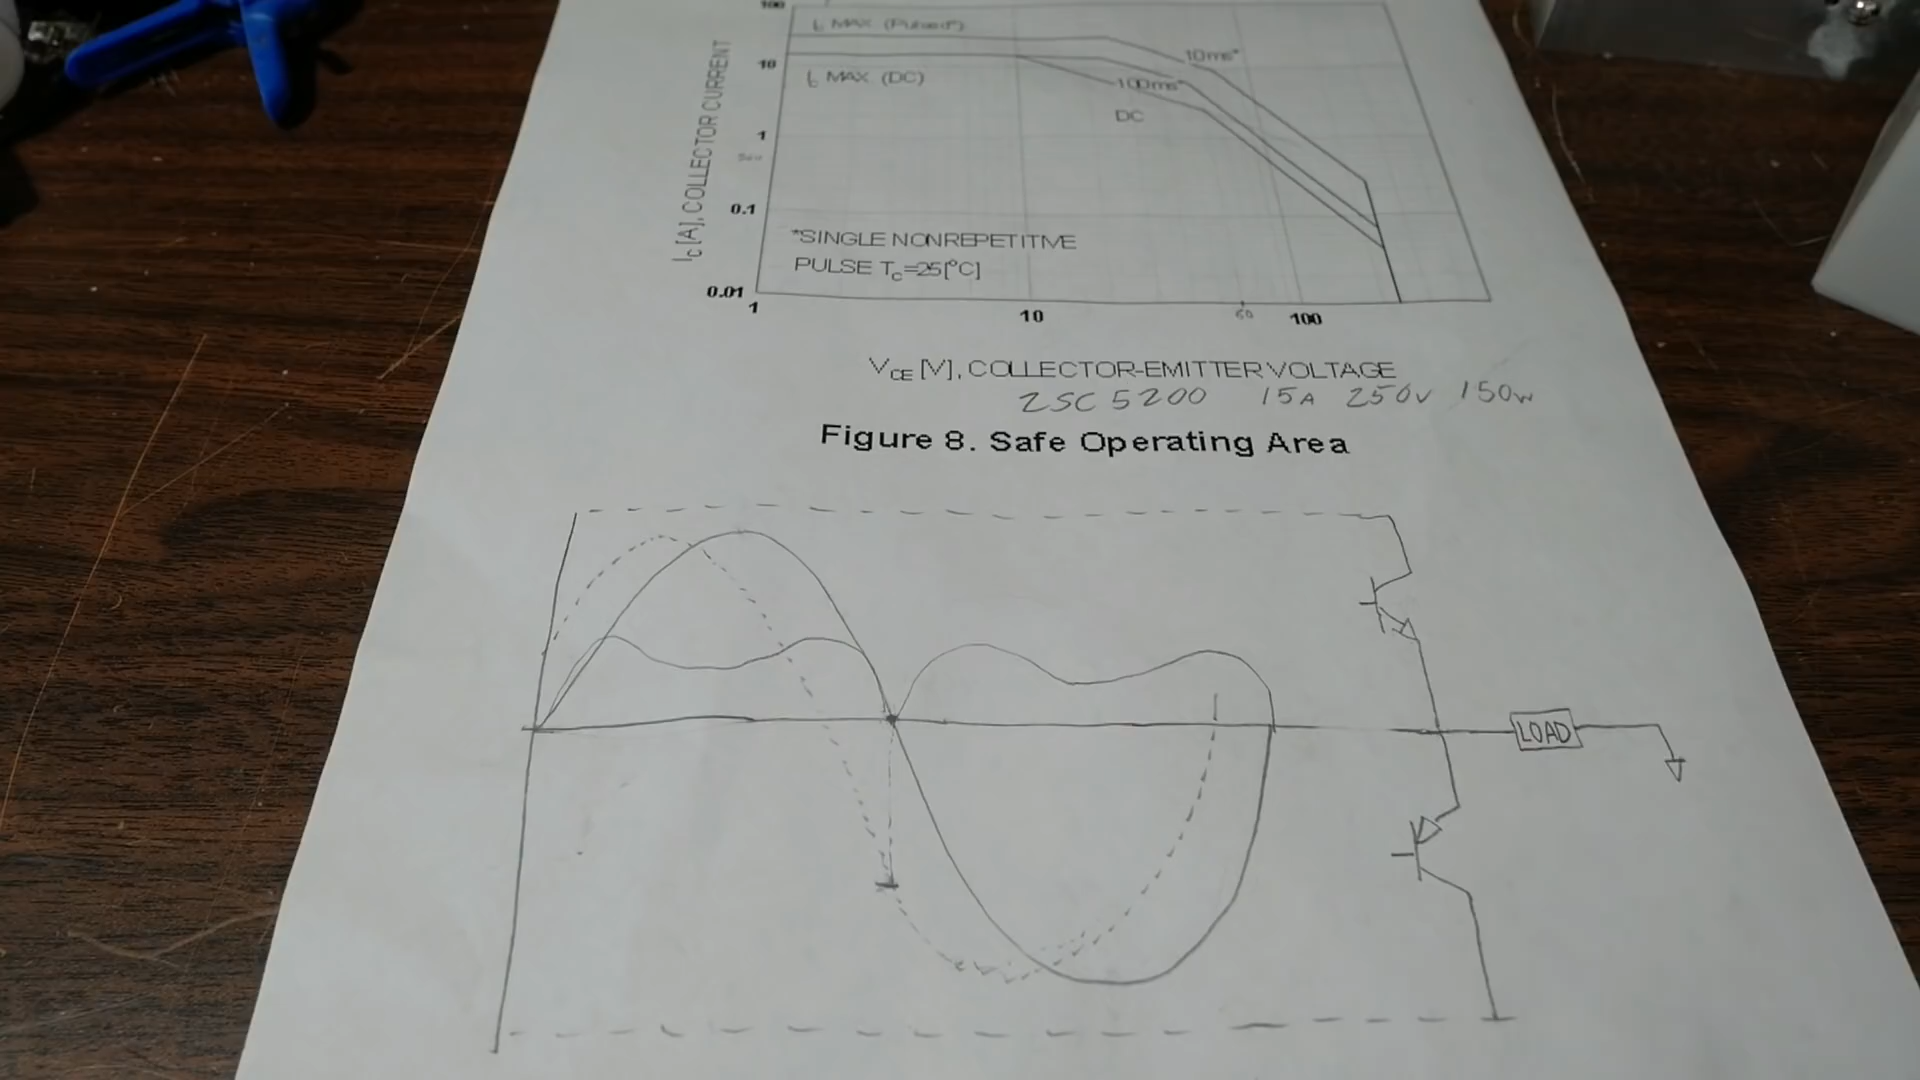 100
I_C MAX. (Pulsed*)
10
I_C MAX. (DC)
10ms*
100ms*
DC
1
0.1
0.01
I_C [A], COLLECTOR CURRENT
*SINGLE NONREPETITIVE
PULSE T_C=25[°C]
1
10
60
100
V_CE [V], COLLECTOR-EMITTER VOLTAGE
2SC 5200 15A 250V 150W
Figure 8. Safe Operating Area
LOAD